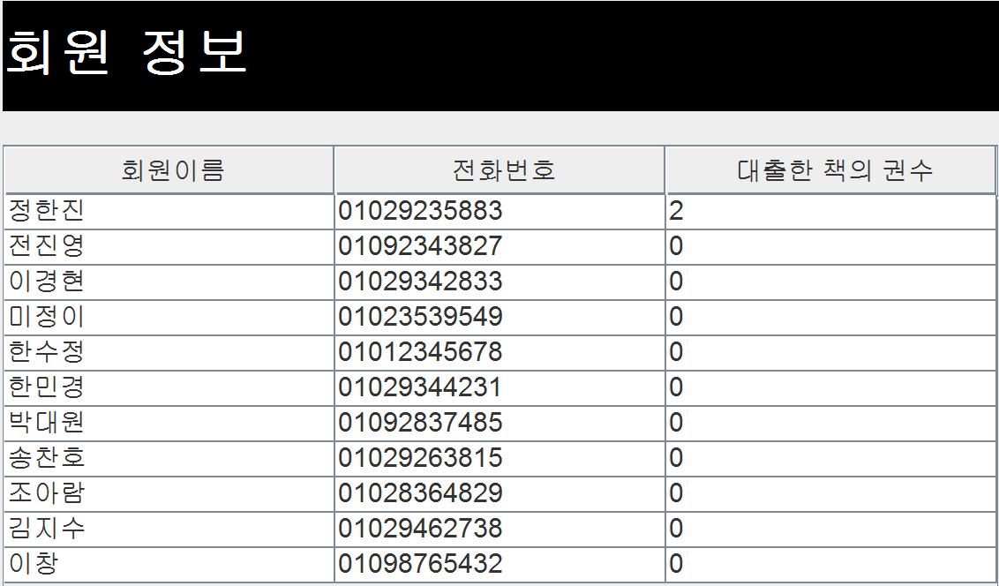 회원 정보
회원이름 전화번호 대출한 책의 권수
정한진 01029235883 2
전진영 01092343827 0
이경현 01029342833 0
미정이 01023539549 0
한수정 01012345678 0
한민경 01029344231 0
박대원 01092837485 0
송찬호 01029263815 0
조아람 01028364829 0
김지수 01029462738 0
이창 01098765432 0